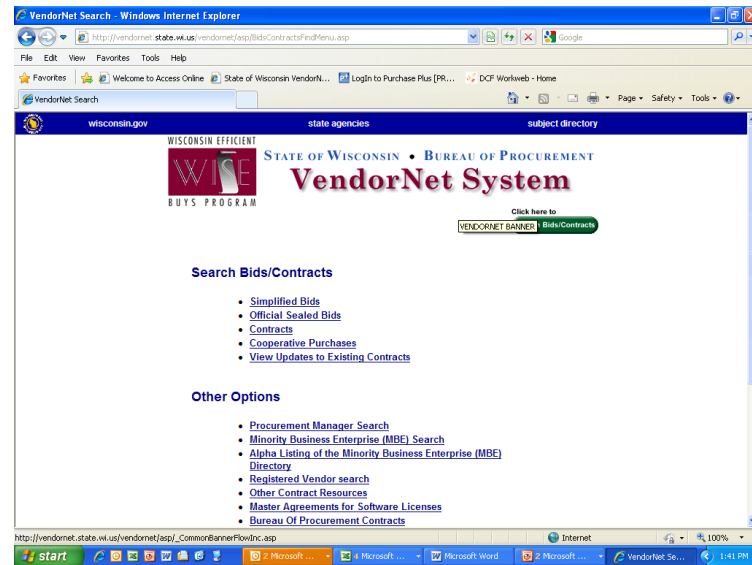 VendorNet Search - Windows Internet Explorer
http://vendornet.state.wi.us/vendornet/asp/BidsContractsFindMenu.asp
Google
File Edit View Favorites Tools Help
Favorites Welcome to Access Online State of Wisconsin VendorN... LogIn to Purchase Plus [PR... DCF Workweb - Home
VendorNet Search
Page Safety Tools
wisconsin.gov state agencies subject directory
WISCONSIN EFFICIENT
WISE
BUYS PROGRAM
STATE OF WISCONSIN • BUREAU OF PROCUREMENT
VendorNet System
Click here to
VENDORNET BANNER Bids/Contracts
Search Bids/Contracts
• Simplified Bids
• Official Sealed Bids
• Contracts
• Cooperative Purchases
• View Updates to Existing Contracts
Other Options
• Procurement Manager Search
• Minority Business Enterprise (MBE) Search
• Alpha Listing of the Minority Business Enterprise (MBE)
Directory
• Registered Vendor search
• Other Contract Resources
• Master Agreements for Software Licenses
• Bureau Of Procurement Contracts
http://vendornet.state.wi.us/vendornet/asp/_CommonBannerFlowInc.asp Internet 100%
start 2 Microsoft ... 4 Microsoft ... Microsoft Word 2 Microsoft ... VendorNet Se... 1:41 PM